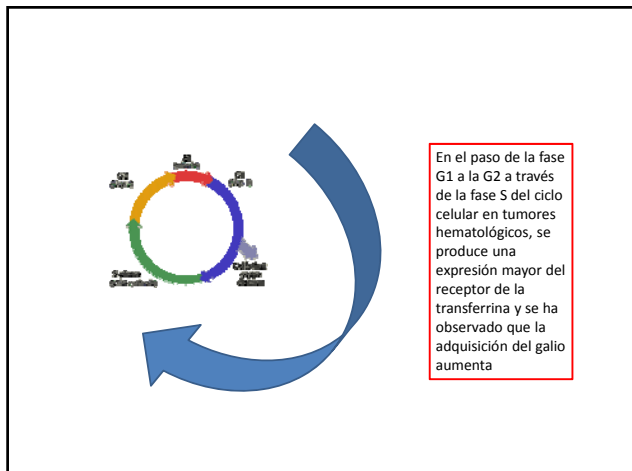 En el paso de la fase
G1 a la G2 a través
de la fase S del ciclo
celular en tumores
hematológicos, se
produce una
expresión mayor del
receptor de la
transferrina y se ha
observado que la
adquisición del galio
aumenta